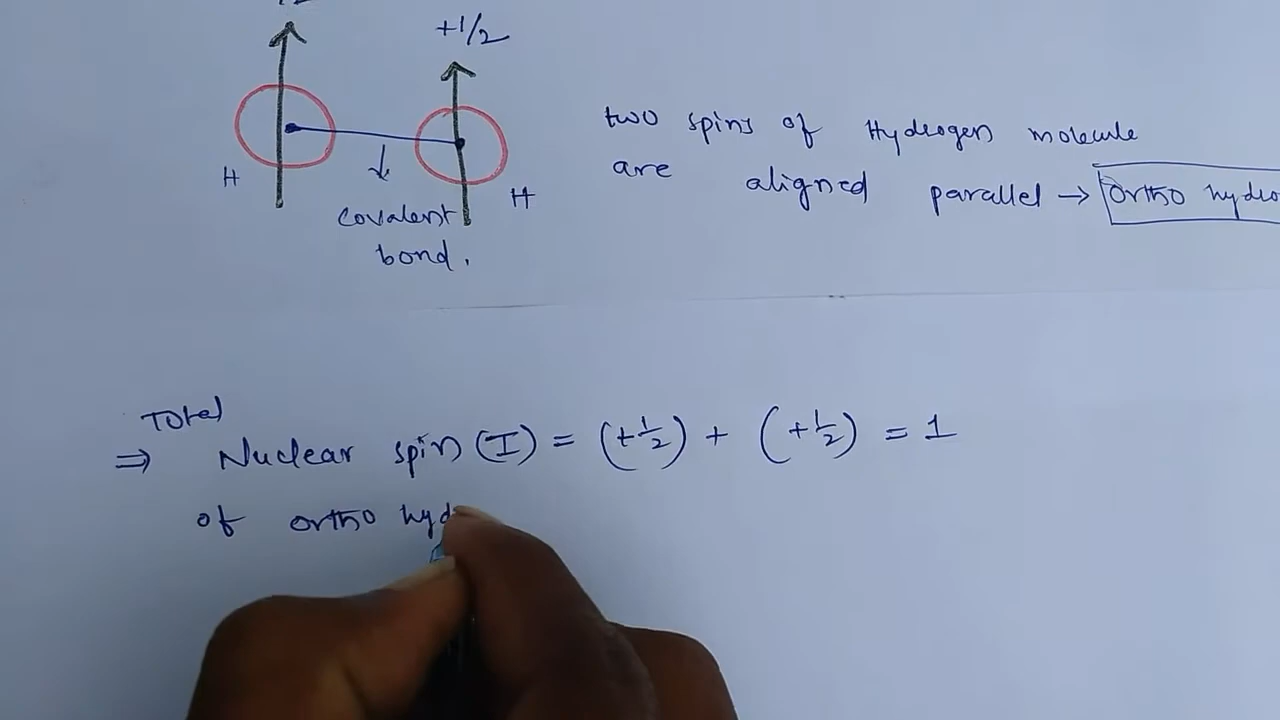 +1/2
two spins of Hydrogen molecule
are aligned parallel → Ortho hydro
H
H
covalent
bond.
Total
⇒ Nuclear spin (I) = (+1/2) + (+1/2) = 1
of ortho hyd